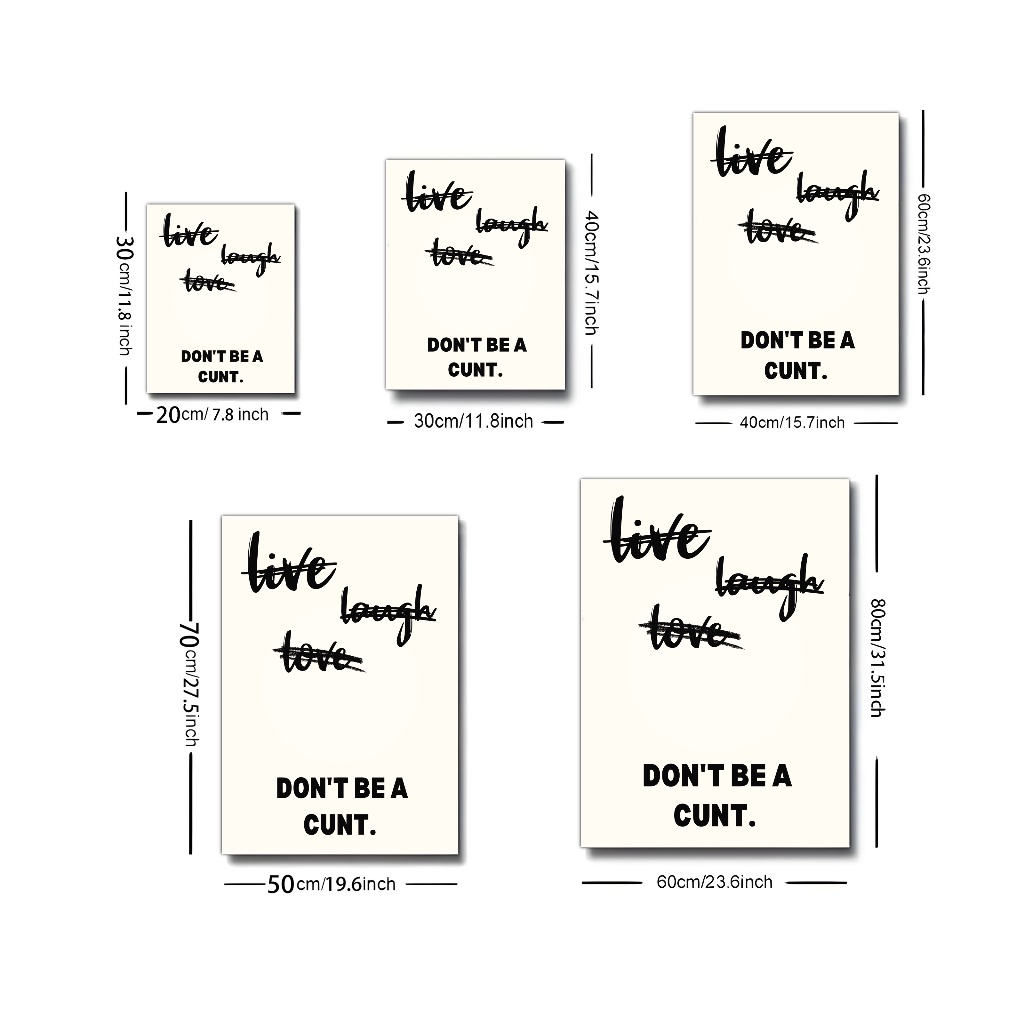 live
laugh
love
DON'T BE A
CUNT.
30cm/11.8 inch
20cm/ 7.8 inch
live
laugh
love
DON'T BE A
CUNT.
40cm/15.7inch
30cm/11.8inch
live
laugh
love
DON'T BE A
CUNT.
60cm/23.6inch
40cm/15.7inch
live
laugh
love
DON'T BE A
CUNT.
70cm/27.5inch
50cm/19.6inch
live
laugh
love
DON'T BE A
CUNT.
80cm/31.5inch
60cm/23.6inch